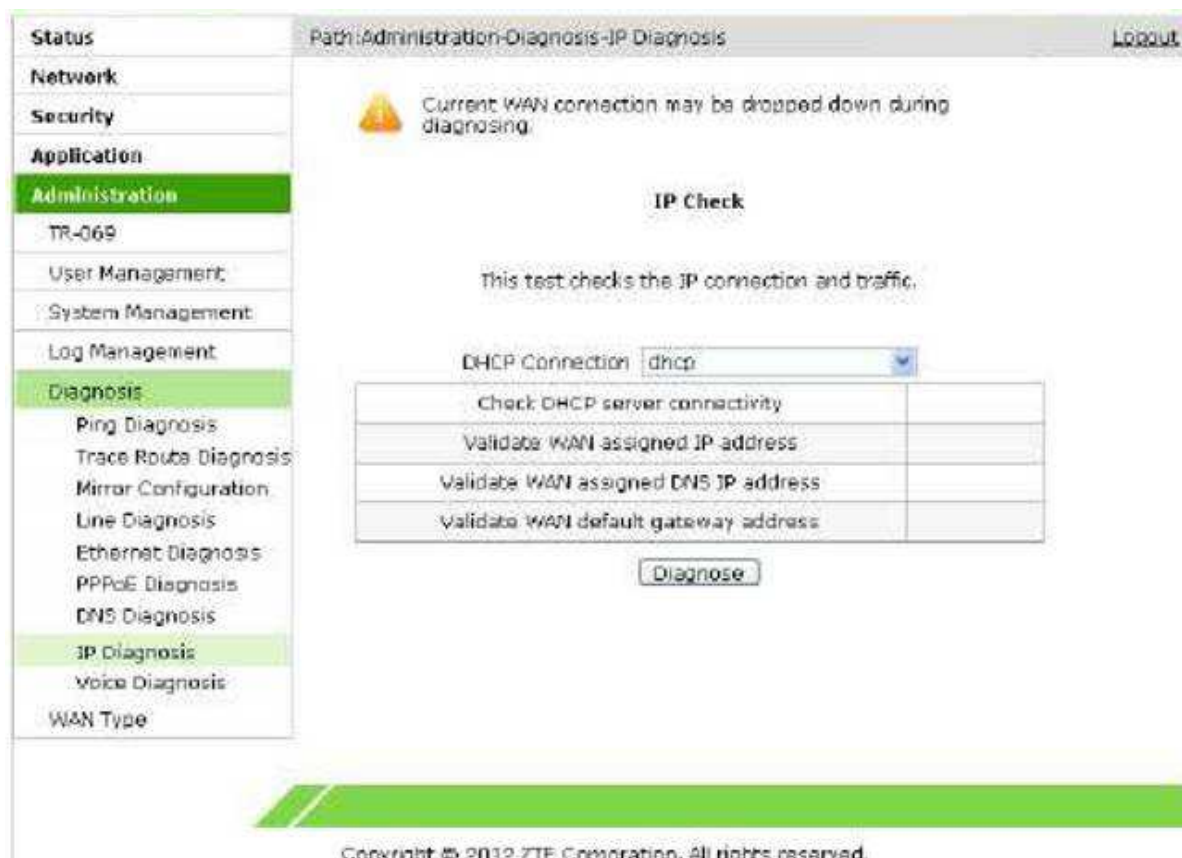 Status
Network
Security
Application
Administration
TR-069
User Management
System Management
Log Management
Diagnosis
Ping Diagnosis
Trace Route Diagnosis
Mirror Configuration
Line Diagnosis
Ethernet Diagnosis
PPPoE Diagnosis
DNS Diagnosis
IP Diagnosis
Voice Diagnosis
WAN Type
Path:Administration-Diagnosis-IP Diagnosis
Logout
Current WAN connection may be dropped down during
diagnosing.
IP Check
This test checks the IP connection and traffic.
DHCP Connection dhcp
Check DHCP server connectivity
Validate WAN assigned IP address
Validate WAN assigned DNS IP address
Validate WAN default gateway address
Diagnose
Copyright © 2012 ZTE Corporation. All rights reserved.